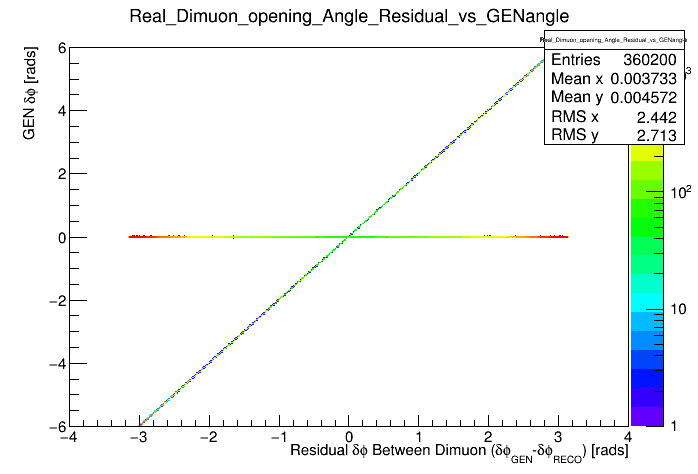 Real_Dimuon_opening_Angle_Residual_vs_GENangle
Real_Dimuon_opening_Angle_Residual_vs_GENangle
Entries 360200
Mean x 0.003733
Mean y 0.004572
RMS x 2.442
RMS y 2.713
GEN δϕ [rads]
6
4
2
0
−2
−4
−6
−4 −3 −2 −1 0 1 2 3 4
Residual δϕ Between Dimuon (δϕGEN-δϕRECO) [rads]
3
10²
10
1